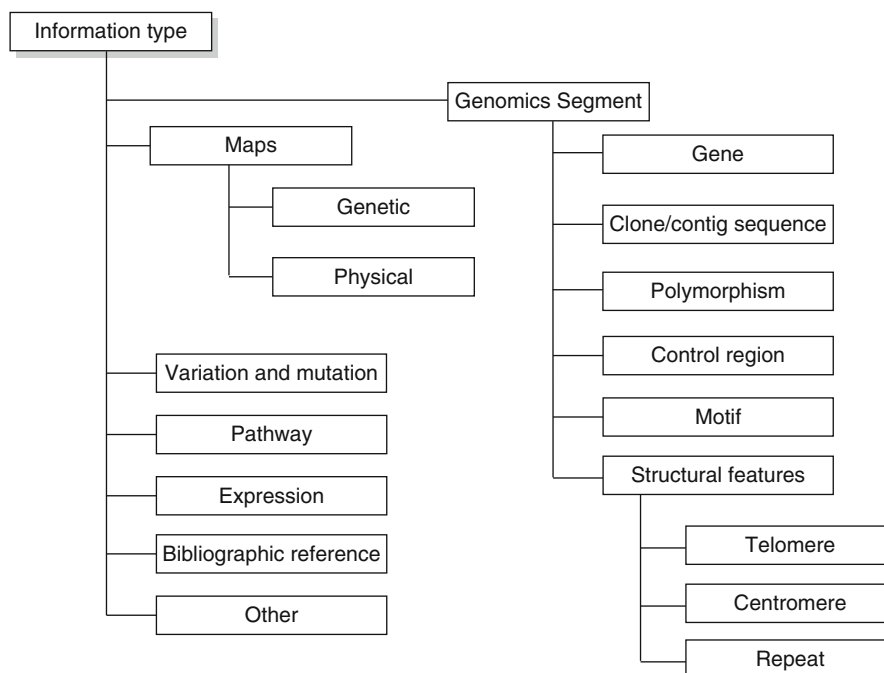 Information type
Genomics Segment
Maps
Gene
Genetic
Clone/contig sequence
Physical
Polymorphism
Control region
Variation and mutation
Motif
Pathway
Structural features
Expression
Telomere
Bibliographic reference
Centromere
Other
Repeat